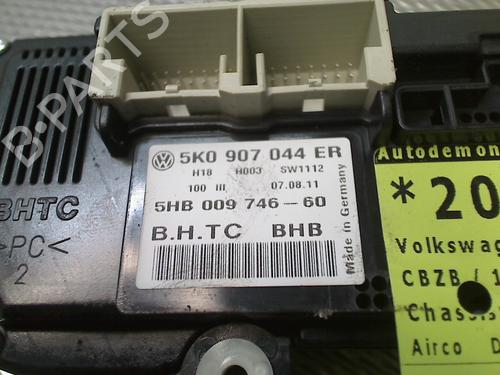 B-PARTS
5K0 907 044 ER
H18 H003 SW1112
100 III 07.08.11
5HB 009 746-60
B.H.TC BHB
Made in Germany
BHTC
>PC<
2
Autodemon
*20
Volkswag
CBZB / 1
Chassis
Airco D